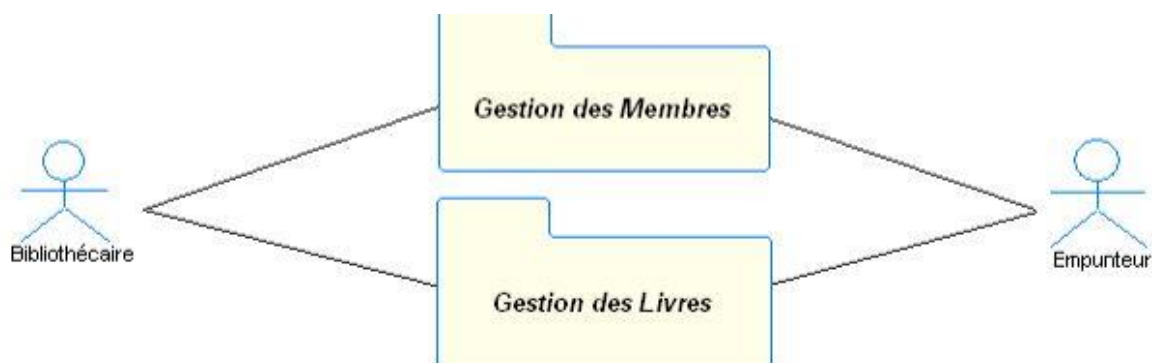 Gestion des Membres
Bibliothécaire
Empunteur
Gestion des Livres